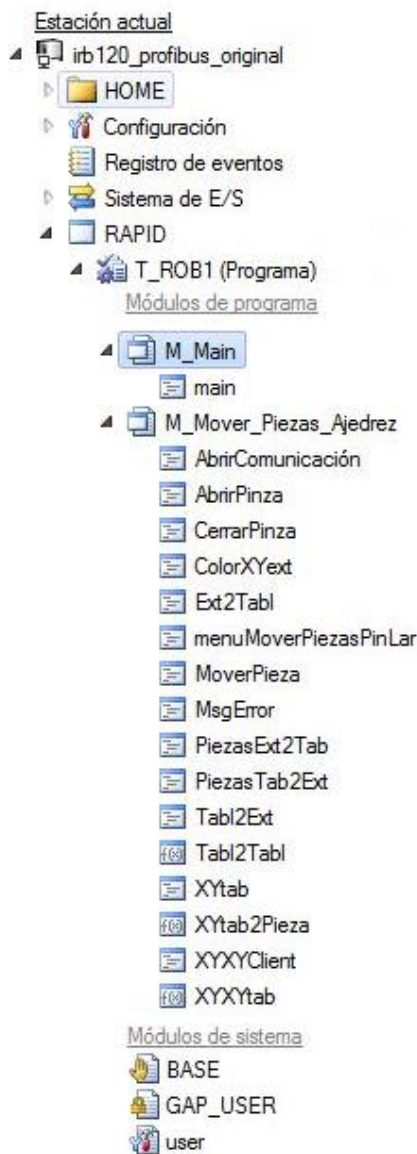 Estación actual
irb120_profibus_original
HOME
Configuración
Registro de eventos
Sistema de E/S
RAPID
T_ROB1 (Programa)
Módulos de programa
M_Main
main
M_Mover_Piezas_Ajedrez
AbrirComunicación
AbrirPinza
CerrarPinza
ColorXYext
Ext2Tabl
menuMoverPiezasPinLar
MoverPieza
MsgError
PiezasExt2Tab
PiezasTab2Ext
Tabl2Ext
f(x) Tabl2Tabl
XYtab
f(x) XYtab2Pieza
XYXYClient
f(x) XYXYtab
Módulos de sistema
BASE
GAP_USER
user